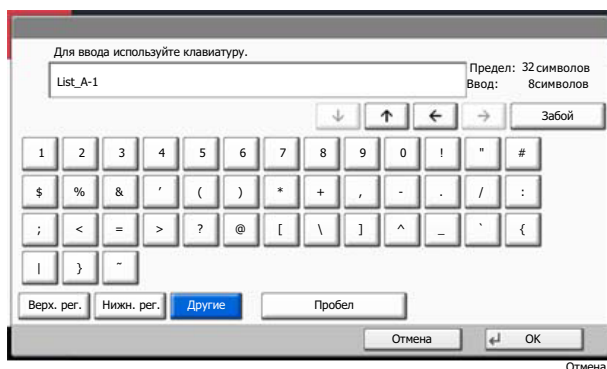 Для ввода используйте клавиатуру.
List_A-1
Предел: 32 символов
Ввод: 8символов
↓ ↑ ← → Забой
1 2 3 4 5 6 7 8 9 0 ! " #
$ % & ' ( ) * + , - . / :
; < = > ? @ [ \ ] ^ _ ` {
| } ~
Верх. рег. Нижн. рег. Другие Пробел
Отмена ↵ OK
Отмена